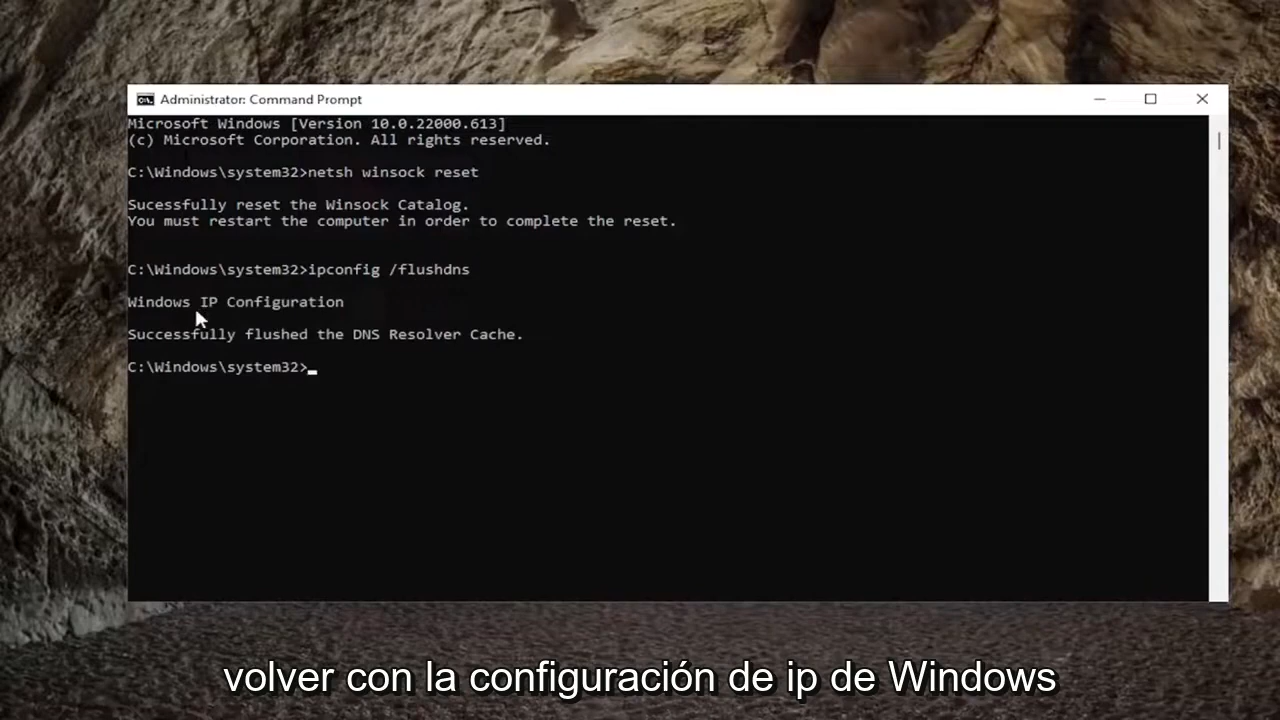 Administrator: Command Prompt
Microsoft Windows [Version 10.0.22000.613]
(c) Microsoft Corporation. All rights reserved.
C:\Windows\system32>netsh winsock reset
Sucessfully reset the Winsock Catalog.
You must restart the computer in order to complete the reset.
C:\Windows\system32>ipconfig /flushdns
Windows IP Configuration
Successfully flushed the DNS Resolver Cache.
C:\Windows\system32>
volver con la configuración de ip de Windows